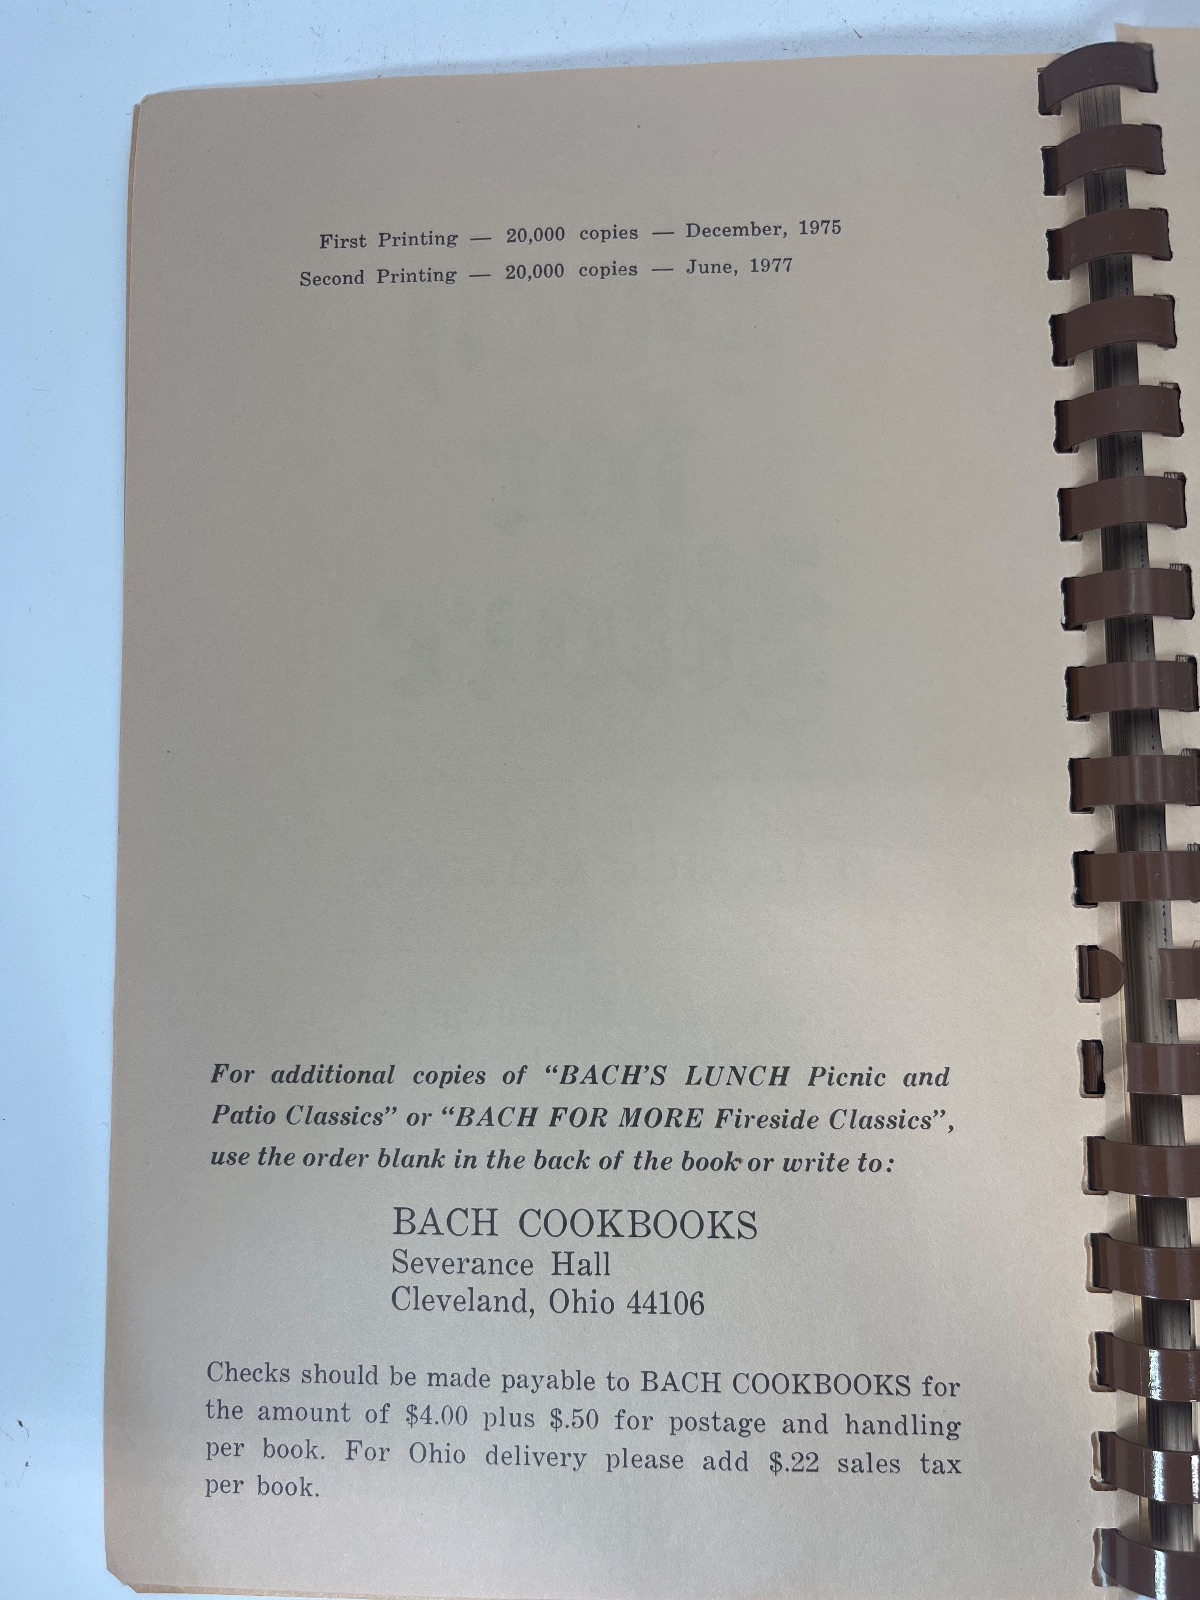 First Printing — 20,000 copies — December, 1975
Second Printing — 20,000 copies — June, 1977
For additional copies of “BACH’S LUNCH Picnic and
Patio Classics” or “BACH FOR MORE Fireside Classics”,
use the order blank in the back of the book or write to:
BACH COOKBOOKS
Severance Hall
Cleveland, Ohio 44106
Checks should be made payable to BACH COOKBOOKS for
the amount of $4.00 plus $.50 for postage and handling
per book. For Ohio delivery please add $.22 sales tax
per book.